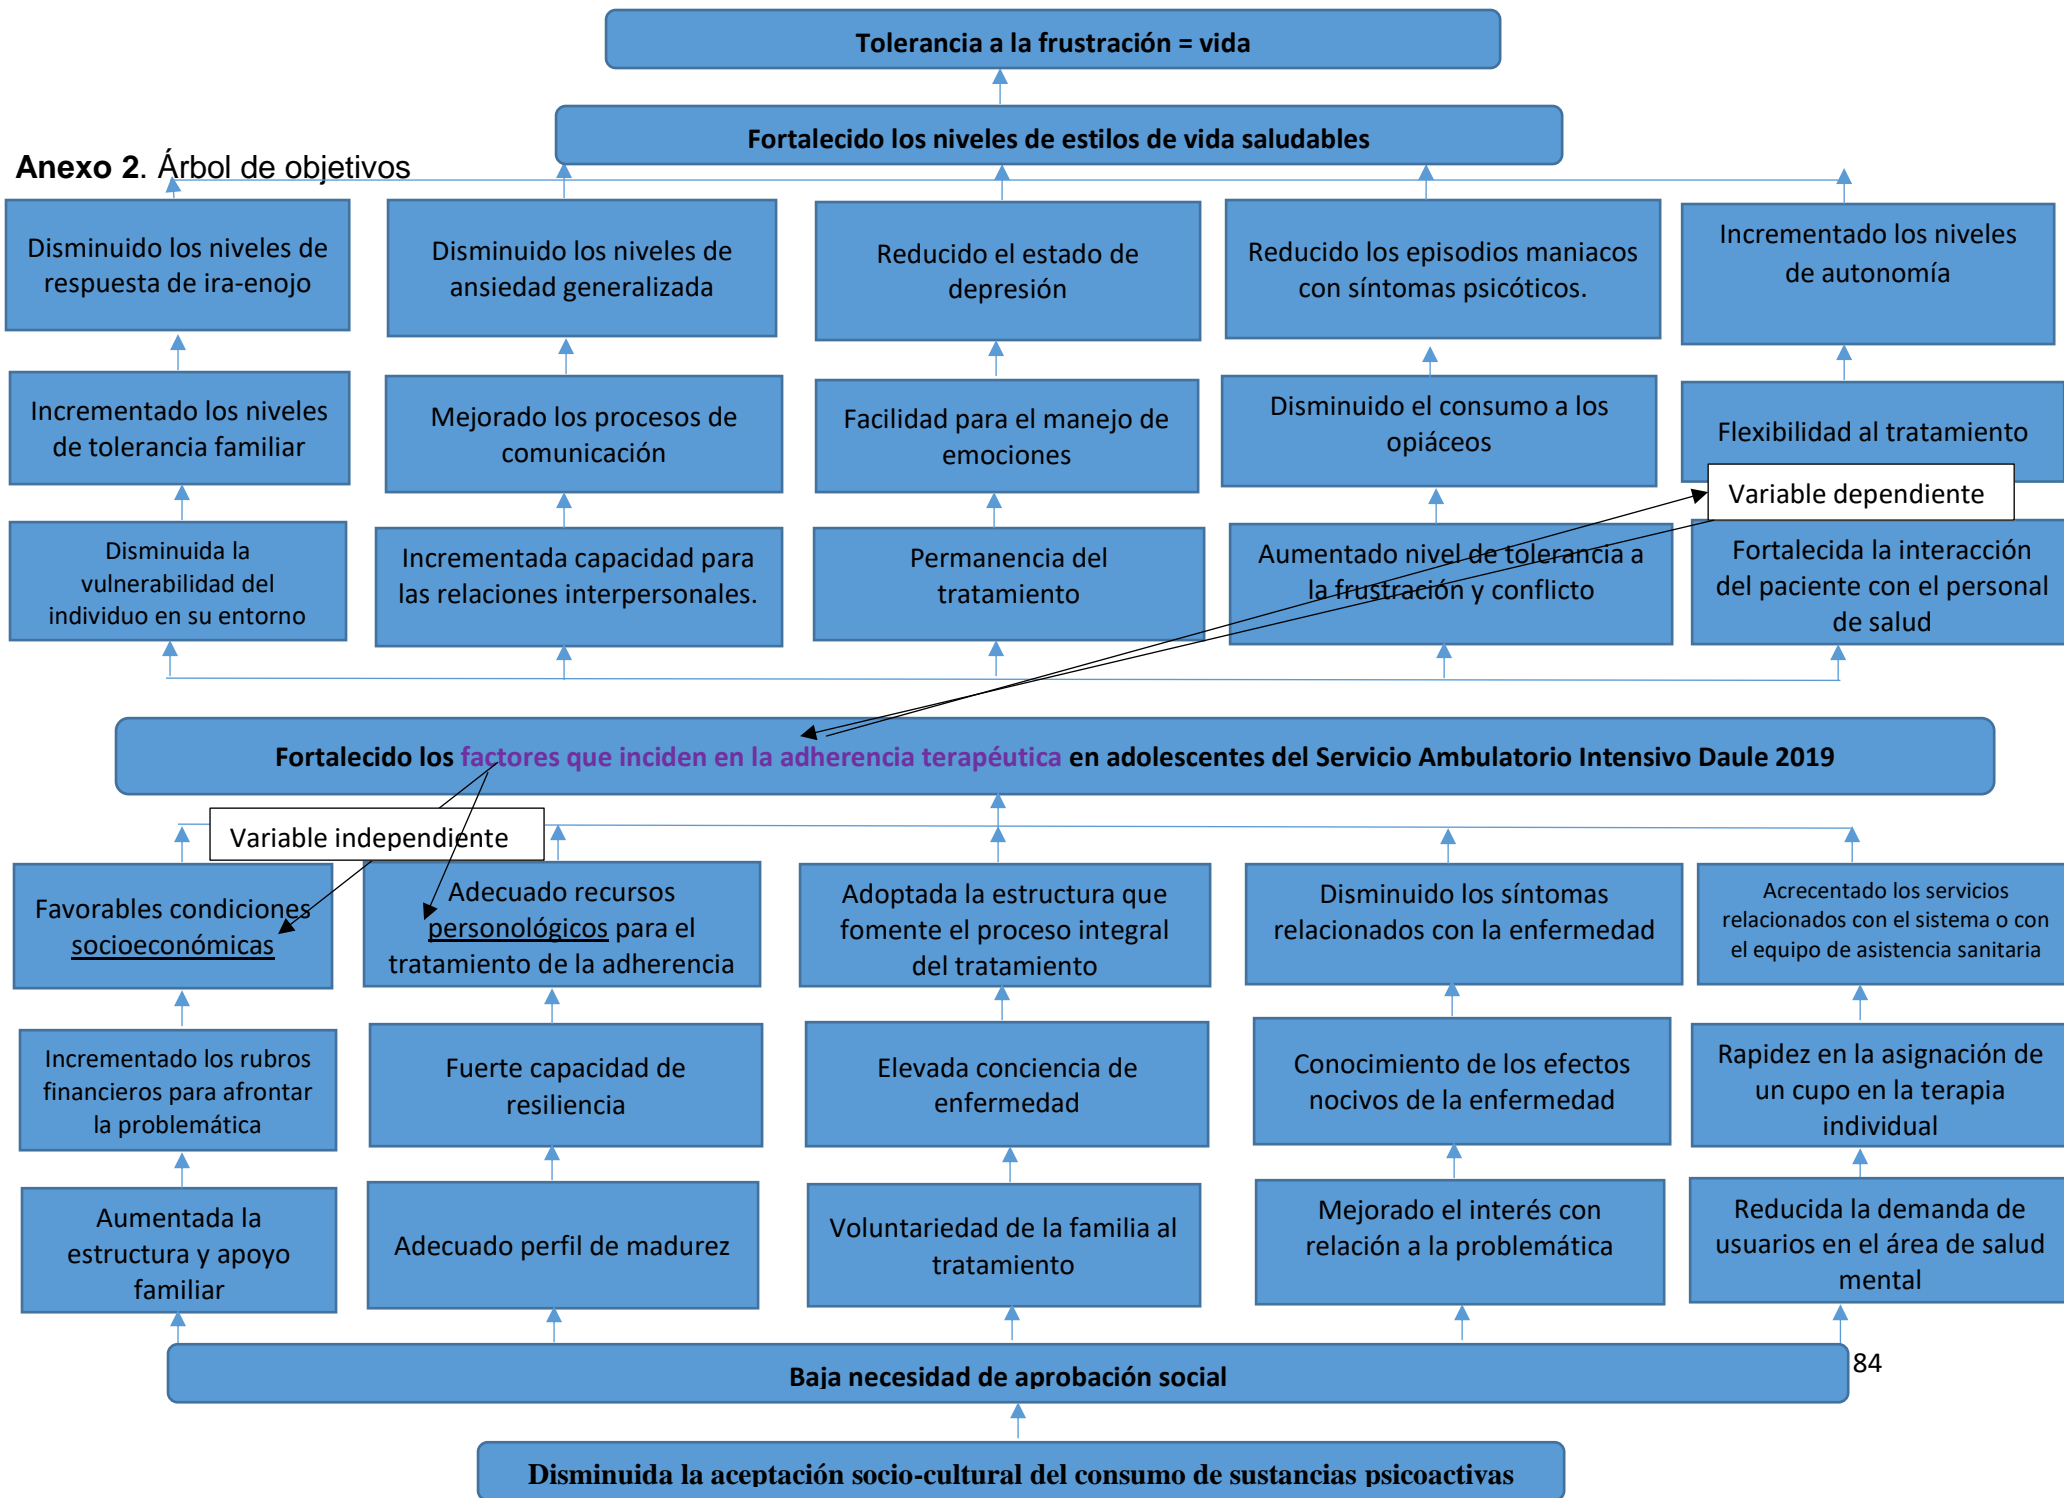 Tolerancia a la frustración = vida
Fortalecido los niveles de estilos de vida saludables
Anexo 2. Árbol de objetivos
Disminuido los niveles de
respuesta de ira-enojo
Disminuido los niveles de
ansiedad generalizada
Reducido el estado de
depresión
Reducido los episodios maniacos
con síntomas psicóticos.
Incrementado los niveles
de autonomía
Incrementado los niveles
de tolerancia familiar
Mejorado los procesos de
comunicación
Facilidad para el manejo de
emociones
Disminuido el consumo a los
opiáceos
Flexibilidad al tratamiento
Variable dependiente
Disminuida la
vulnerabilidad del
individuo en su entorno
Incrementada capacidad para
las relaciones interpersonales.
Permanencia del
tratamiento
Aumentado nivel de tolerancia a
la frustración y conflicto
Fortalecida la interacción
del paciente con el personal
de salud
Fortalecido los factores que inciden en la adherencia terapéutica en adolescentes del Servicio Ambulatorio Intensivo Daule 2019
Variable independiente
Favorables condiciones
socioeconómicas
Adecuado recursos
personológicos para el
tratamiento de la adherencia
Adoptada la estructura que
fomente el proceso integral
del tratamiento
Disminuido los síntomas
relacionados con la enfermedad
Acrecentado los servicios
relacionados con el sistema o con
el equipo de asistencia sanitaria
Incrementado los rubros
financieros para afrontar
la problemática
Fuerte capacidad de
resiliencia
Elevada conciencia de
enfermedad
Conocimiento de los efectos
nocivos de la enfermedad
Rapidez en la asignación de
un cupo en la terapia
individual
Aumentada la
estructura y apoyo
familiar
Adecuado perfil de madurez
Voluntariedad de la familia al
tratamiento
Mejorado el interés con
relación a la problemática
Reducida la demanda de
usuarios en el área de salud
mental
Baja necesidad de aprobación social
84
Disminuida la aceptación socio-cultural del consumo de sustancias psicoactivas